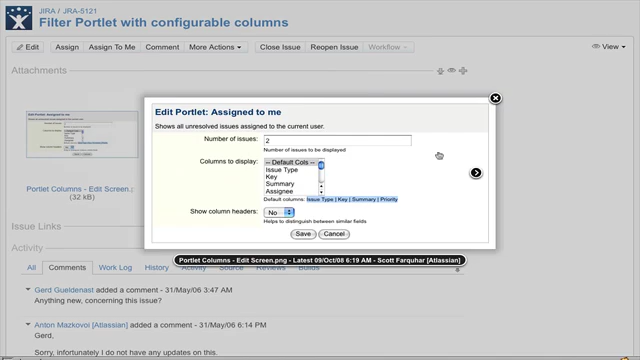 JIRA / JRA-5121
Filter Portlet with configurable columns
Edit Assign Assign To Me Comment More Actions Close Issue Reopen Issue Workflow View
Attachments
Edit Portlet: Assigned to me
Shows all unresolved issues assigned to the current user.
Number of issues: 2
Number of issues to be displayed
Columns to display: -- Default Cols --
Issue Type
Key
Summary
Assignee
Default columns: Issue Type | Key | Summary | Priority
Show column headers: No
Helps to distinguish between similar fields
Save Cancel
Portlet Columns - Edit Screen.png - Latest 09/Oct/08 6:19 AM - Scott Farquhar [Atlassian]
Portlet Columns - Edit Screen.
(32 kB)
Issue Links
Activity
All Comments Work Log History Activity Source Reviews Builds
Gerd Gueldenast added a comment - 31/May/06 3:47 AM
Anything new, concerning this issue?
Anton Mazkovoi [Atlassian] added a comment - 31/May/06 6:14 PM
Gerd,
Sorry, infortunately I do not have any updates on this.